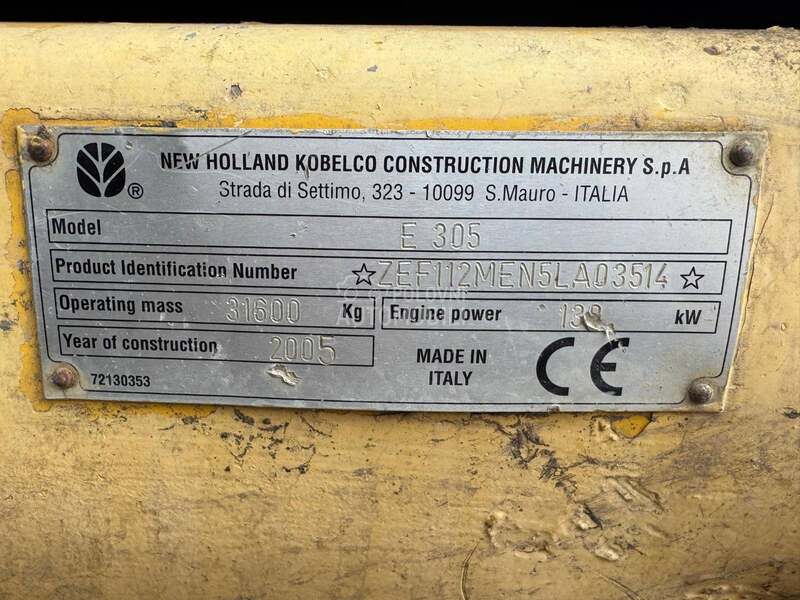 NEW HOLLAND KOBELCO CONSTRUCTION MACHINERY S.p.A
Strada di Settimo, 323 - 10099 S.Mauro - ITALIA
®
Model E 305
Product Identification Number ☆ZEF112MEN5LA03514☆
Operating mass 31600 Kg Engine power kW
Year of construction 2005
MADE IN
ITALY
CE
72130353